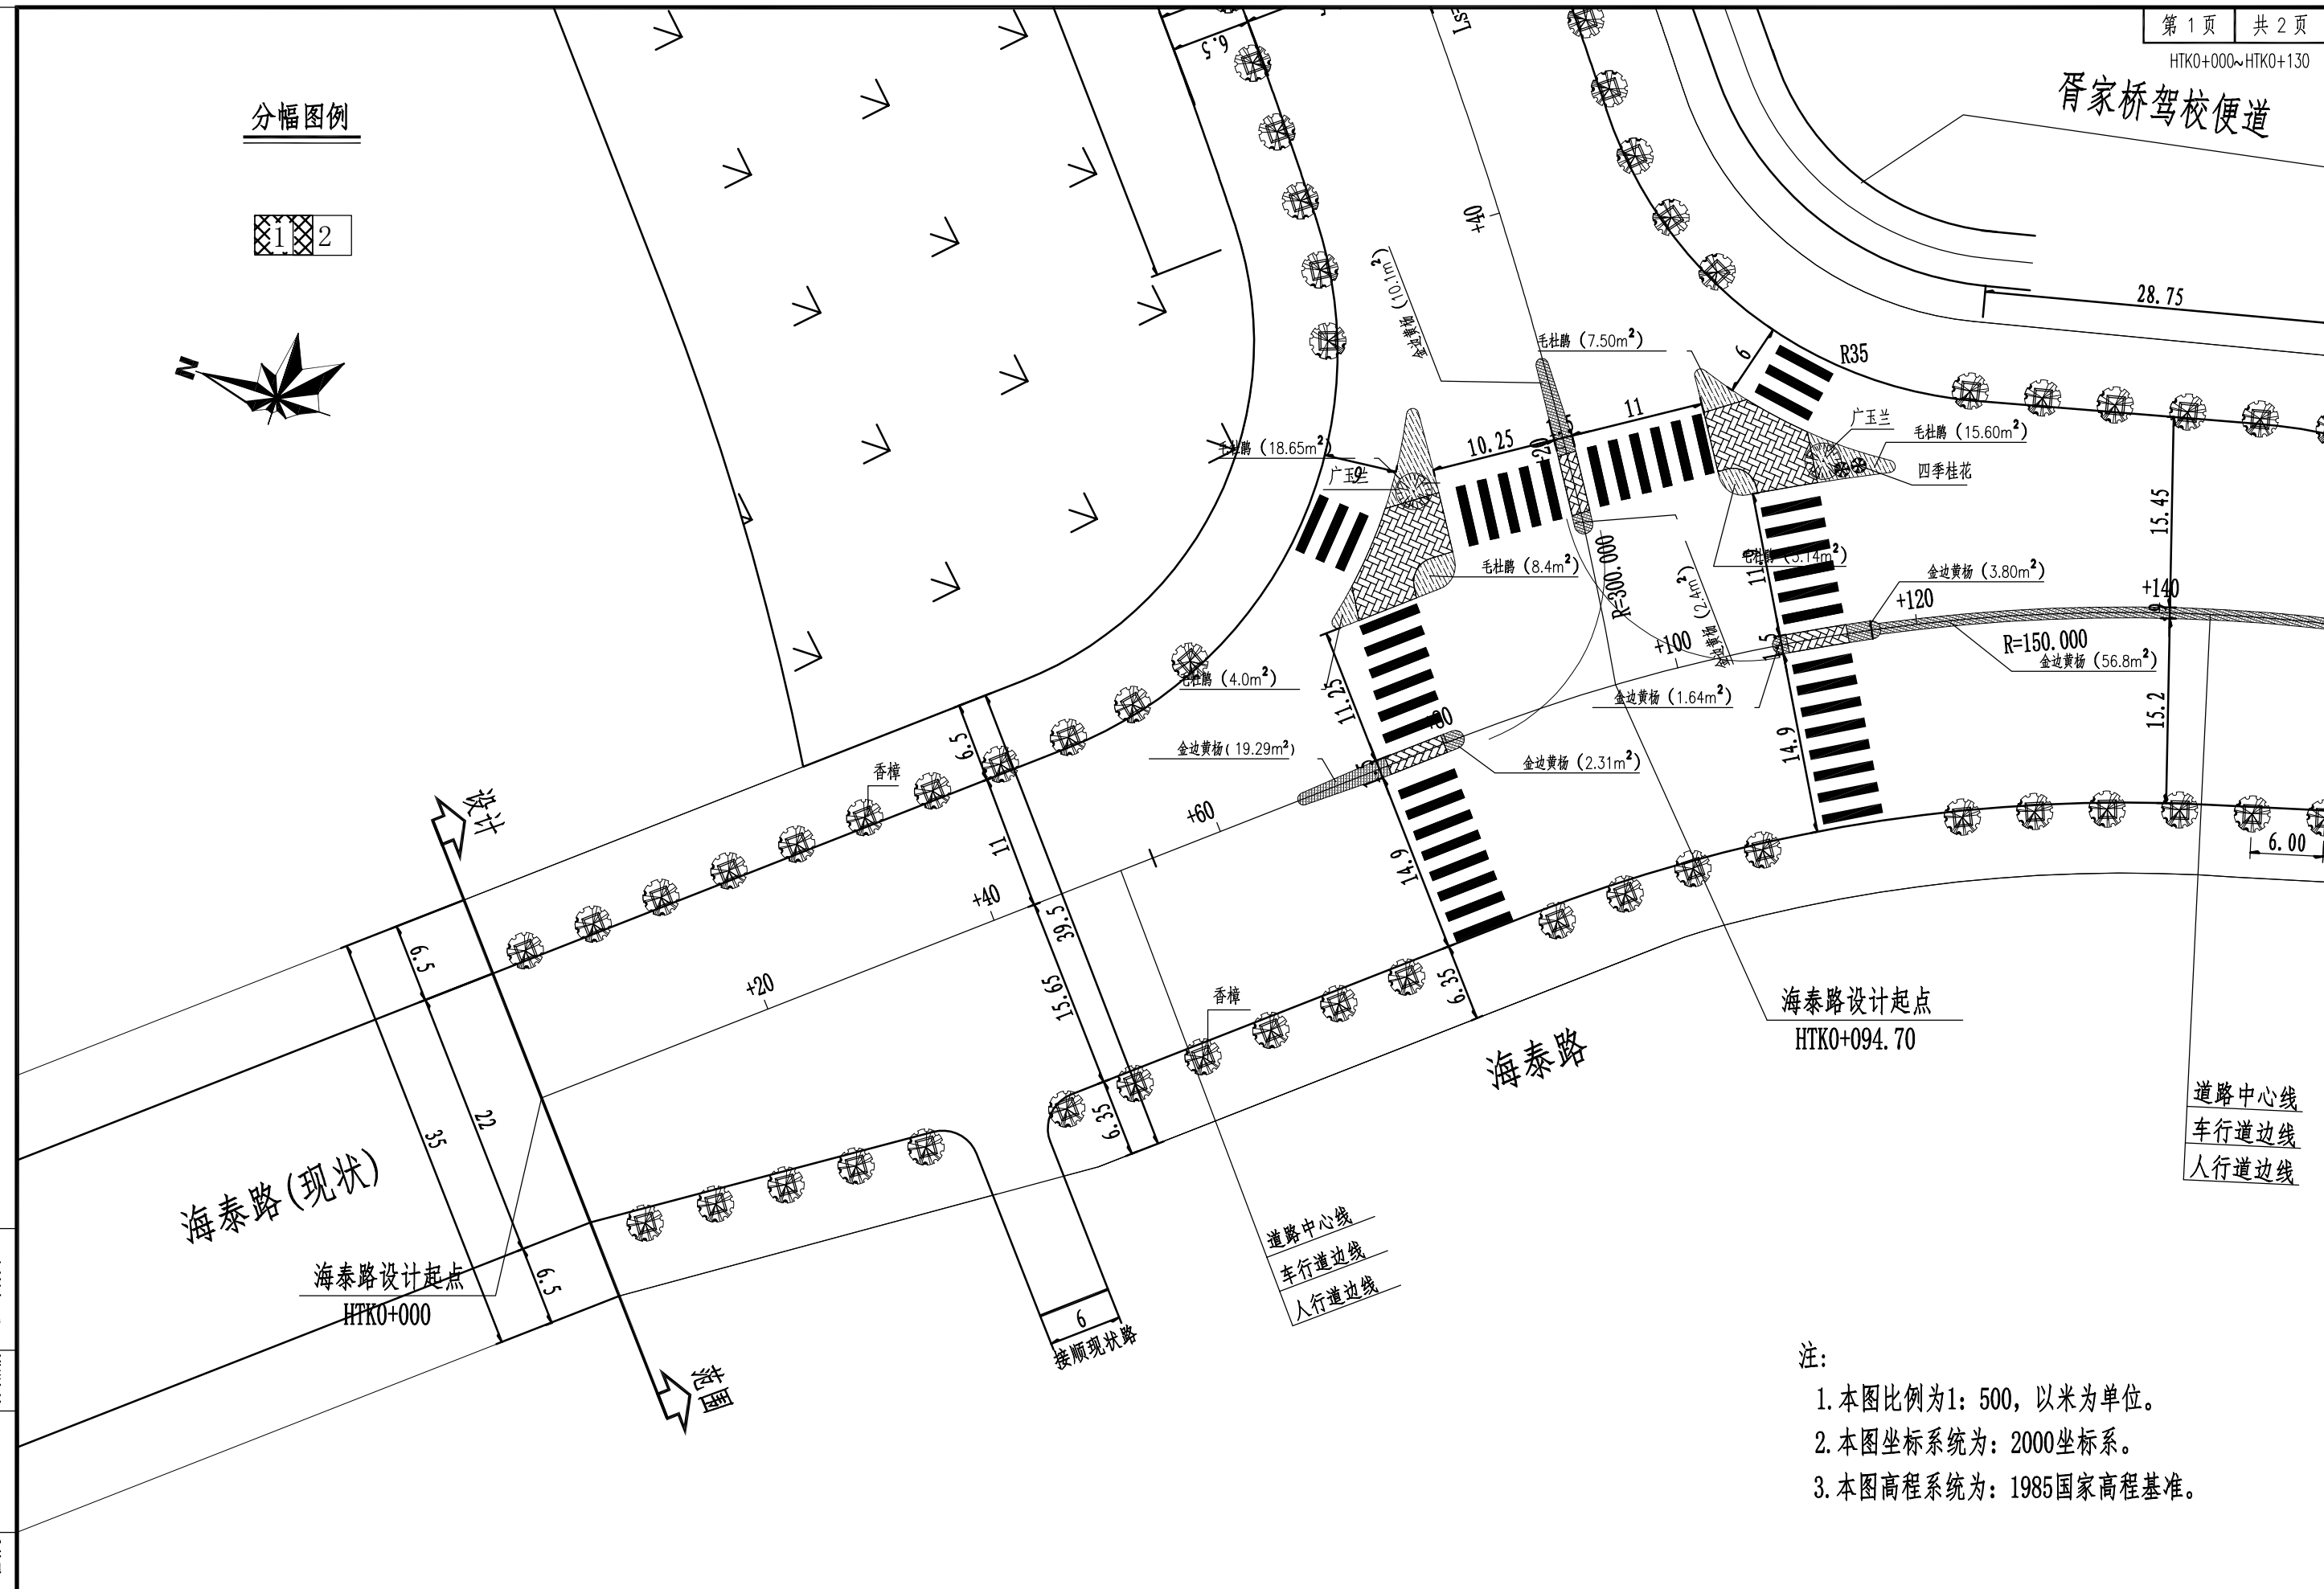 第 1 页 共 2 页
HTK0+000~HTK0+130
胥家桥驾校便道
分幅图例
1 2
N
6.5
+40
金边黄杨（10.1m²）
毛杜鹃（7.50m²）
28.75
6
R35
11
10.25
毛杜鹃（18.65m²）
广玉兰
广玉兰
毛杜鹃（15.60m²）
四季桂花
15.45
毛杜鹃（8.4m²）
R=300.000
金边黄杨（2.4m²）
金边黄杨（3.80m²）
+140
+120
+100
R=150.000
金边黄杨（56.8m²）
毛杜鹃（4.0m²）
金边黄杨（1.64m²）
11.25
15.2
14.9
金边黄杨（19.29m²）
金边黄杨（2.31m²）
6.5
香樟
设计
+60
11
6.00
14.9
+40
39.5
6.5
+20
15.65
香樟
6.35
海泰路设计起点
HTK0+094.70
海泰路
6.35
22
35
海泰路(现状)
道路中心线
车行道边线
人行道边线
道路中心线
车行道边线
人行道边线
海泰路设计起点
HTK0+000
6.5
6
接顺现状路
范围
注:
1.本图比例为1: 500, 以米为单位。
2.本图坐标系统为: 2000坐标系。
3.本图高程系统为: 1985国家高程基准。